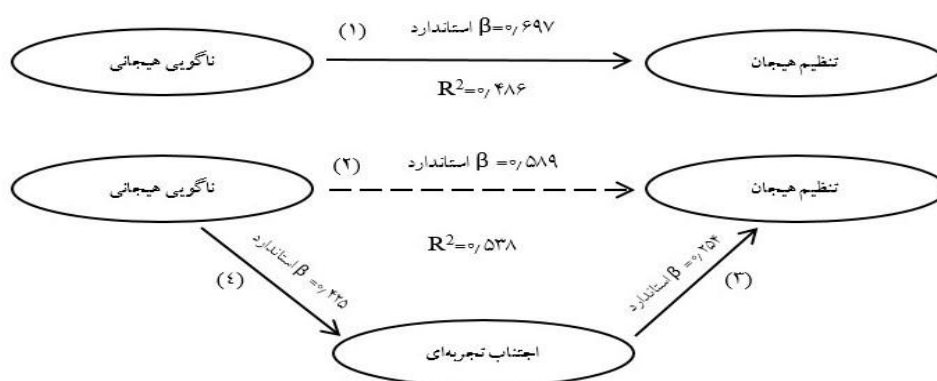 (۱) β=۰٫۶۹۷ استاندارد
ناگویی هیجانی
تنظیم هیجان
R²=۰٫۴۸۶
(۲) β =۰٫۵۸۹ استاندارد
ناگویی هیجانی
تنظیم هیجان
R²=۰٫۵۳۸
(٤) β =۰٫۴۲۵ استاندارد
(۳) β =۰٫۲۵۴ استاندارد
اجتناب تجربه‌ای